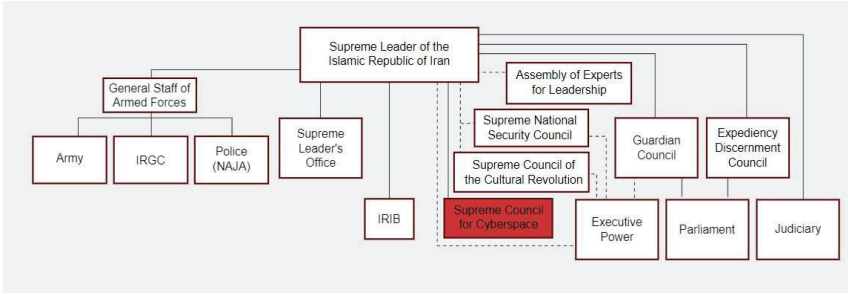 Supreme Leader of the
Islamic Republic of Iran
General Staff of
Armed Forces
Army
IRGC
Police
(NAJA)
Supreme
Leader's
Office
IRIB
Assembly of Experts
for Leadership
Supreme National
Security Council
Supreme Council of
the Cultural Revolution
Supreme Council
for Cyberspace
Guardian
Council
Expediency
Discernment
Council
Executive
Power
Parliament
Judiciary